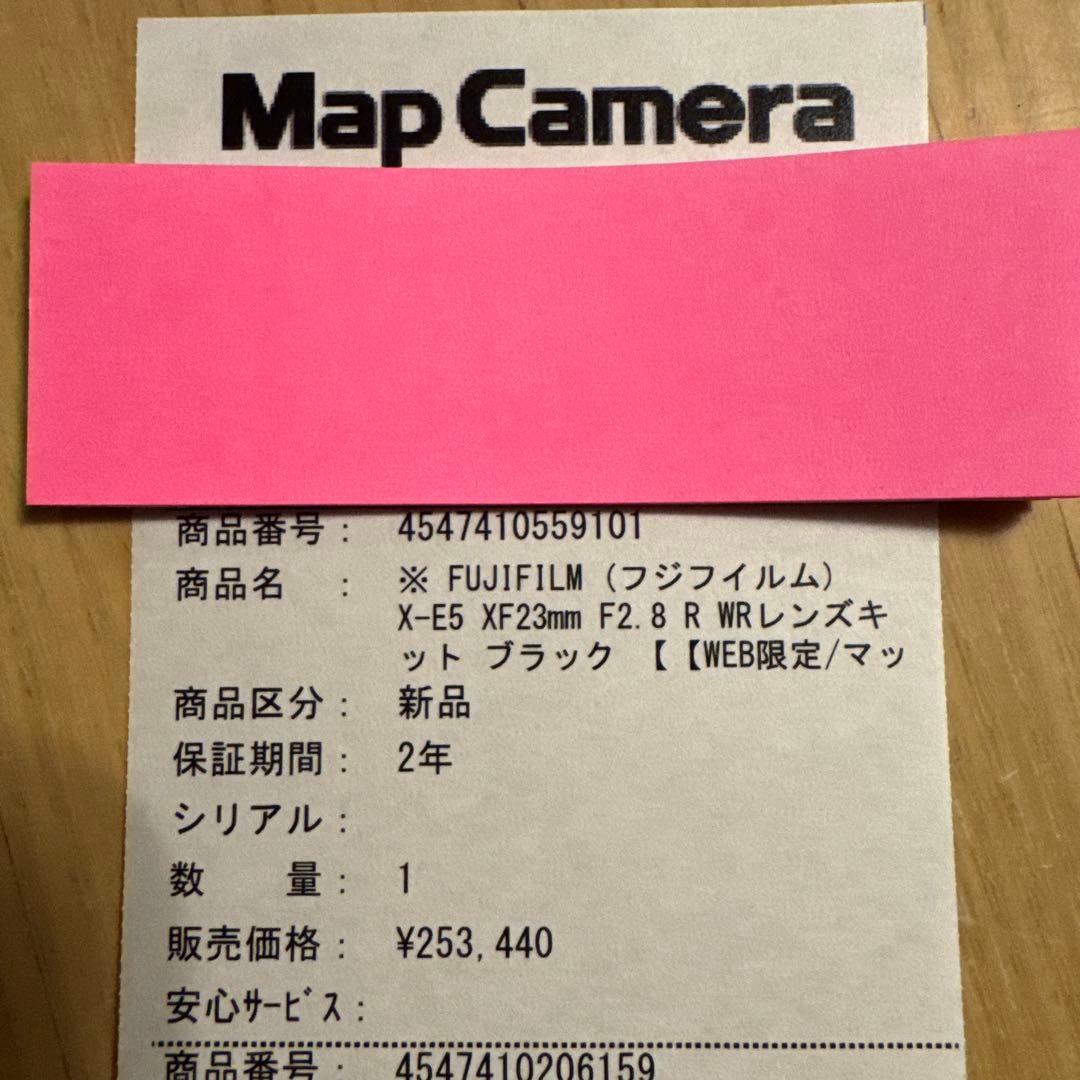 Map Camera
商品番号： 4547410559101
商品名 ： ※ FUJIFILM (フジフイルム)
X-E5 XF23mm F2.8 R WRレンズキ
ット ブラック 【【WEB限定/マッ
商品区分： 新品
保証期間： 2年
シリアル：
数 量： 1
販売価格： ¥253,440
安心ｻｰﾋﾞｽ：
商品番号： 4547410206159